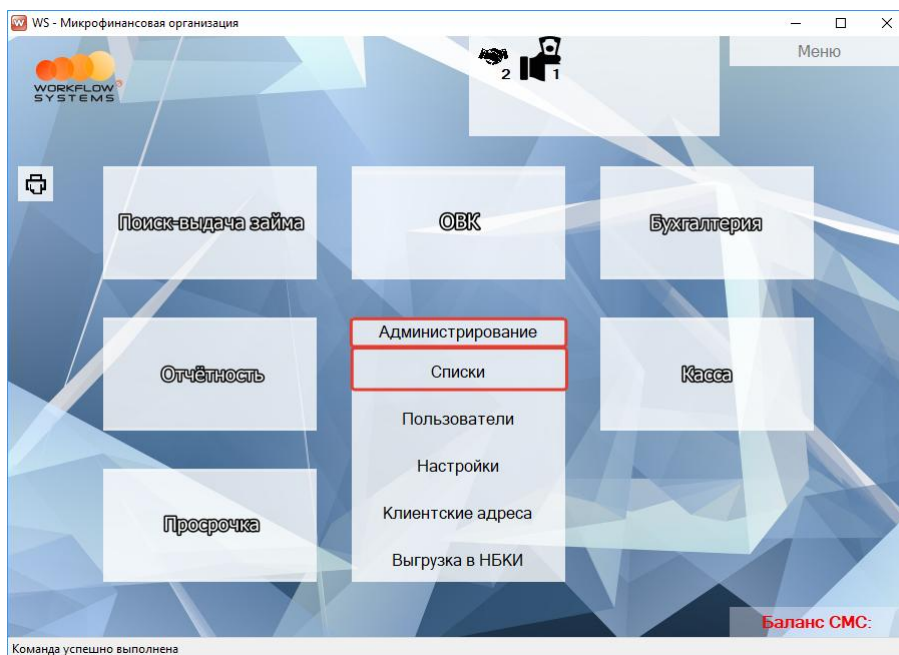 WS - Микрофинансовая организация
Меню
2 1
WORKFLOW
SYSTEMS
Поиск-выдача займа
ОВК
Бухгалтерия
Администрирование
Списки
Отчётность
Касса
Пользователи
Настройки
Клиентские адреса
Просрочка
Выгрузка в НБКИ
Баланс СМС:
Команда успешно выполнена